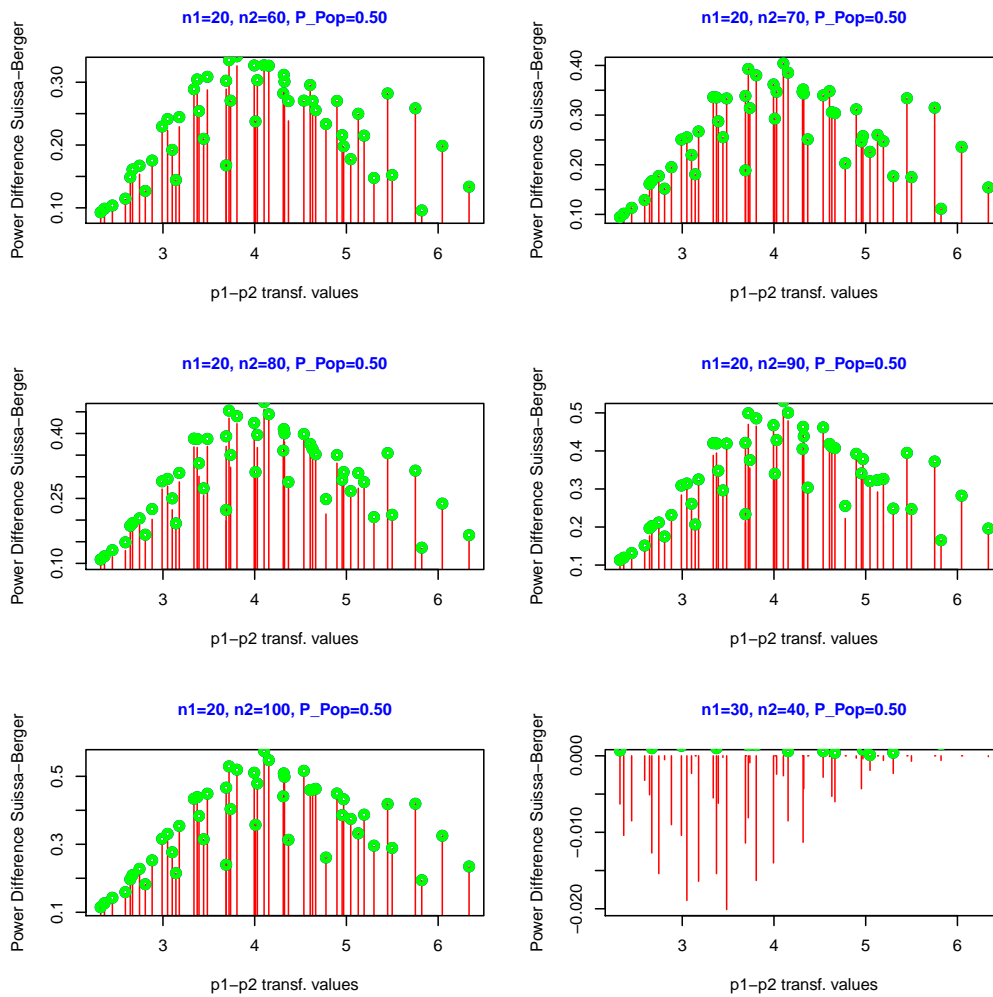 n1=20, n2=60, P_Pop=0.50
Power Difference Suissa−Berger
0.30
0.20
0.10
3 4 5 6
p1−p2 transf. values
n1=20, n2=70, P_Pop=0.50
Power Difference Suissa−Berger
0.40
0.30
0.20
0.10
3 4 5 6
p1−p2 transf. values
n1=20, n2=80, P_Pop=0.50
Power Difference Suissa−Berger
0.40
0.25
0.10
3 4 5 6
p1−p2 transf. values
n1=20, n2=90, P_Pop=0.50
Power Difference Suissa−Berger
0.5
0.4
0.3
0.2
0.1
3 4 5 6
p1−p2 transf. values
n1=20, n2=100, P_Pop=0.50
Power Difference Suissa−Berger
0.5
0.3
0.1
3 4 5 6
p1−p2 transf. values
n1=30, n2=40, P_Pop=0.50
Power Difference Suissa−Berger
0.000
−0.010
−0.020
3 4 5 6
p1−p2 transf. values